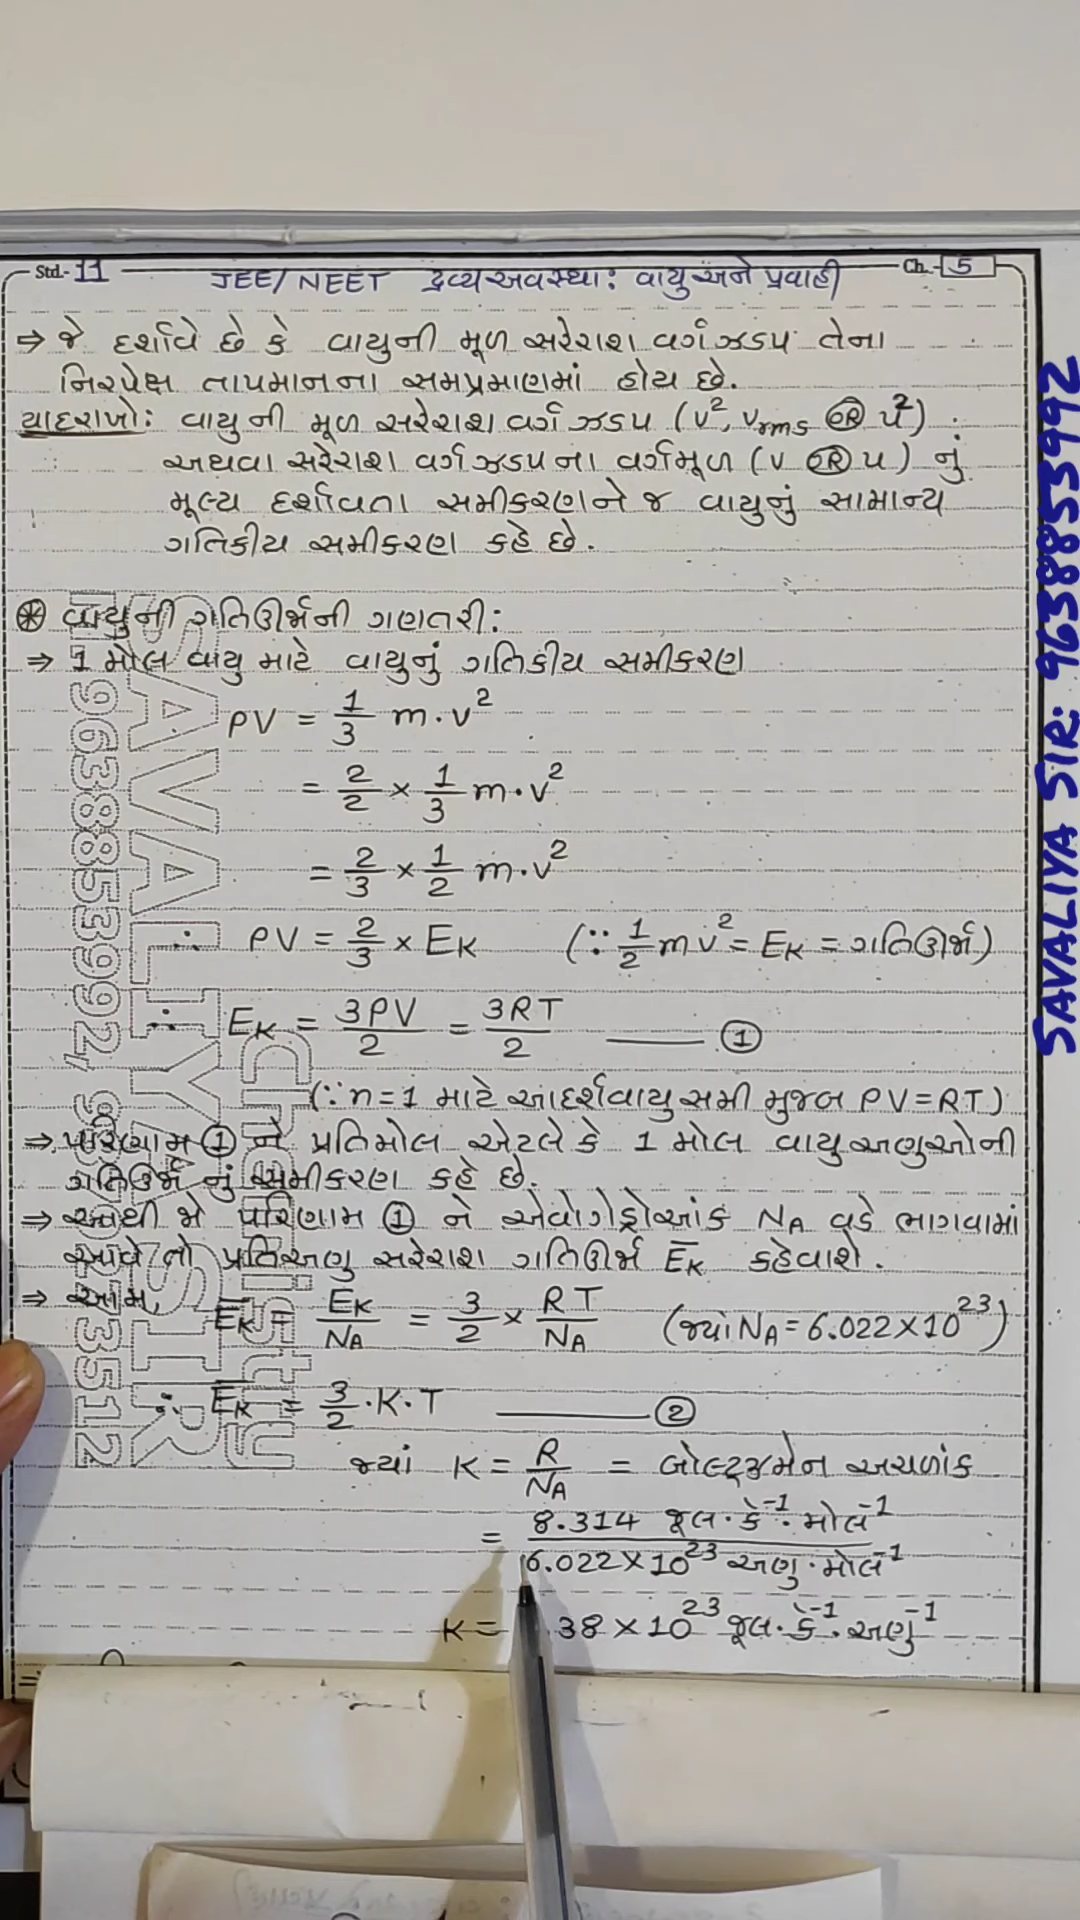 Std.- 11 JEE/NEET દ્રવ્યઅવસ્થા: વાયુઅને પ્રવાહી Ch.- 5
⇒ જે દર્શાવે છે કે વાયુની મૂળ સરેરાશ વર્ગઝડપ તેના
નિરપેક્ષ તાપમાનના સમપ્રમાણમાં હોય છે.
યાદરાખો: વાયુની મૂળ સરેરાશ વર્ગ ઝડપ (v², vrms OR u²)
અથવા સરેરાશ વર્ગઝડપના વર્ગમૂળ (v OR u) નું
મૂલ્ય દર્શાવતા સમીકરણને જ વાયુનું સામાન્ય
ગતિકીય સમીકરણ કહે છે.
⊛ વાયુની ગતિઊર્જાની ગણતરી:
⇒ 1 મોલ વાયુ માટે વાયુનું ગતિકીય સમીકરણ
PV = 1/3 m·v²
= 2/2 × 1/3 m·v²
= 2/3 × 1/2 m·v²
∴ PV = 2/3 × EK (∵ 1/2 mv² = EK = ગતિઊર્જા)
∴ EK = 3PV/2 = 3RT/2 ——— ①
(∵ n=1 માટે આદર્શવાયુસમી મુજબ PV=RT)
⇒ પરિણામ ① ને પ્રતિમોલ એટલે કે 1 મોલ વાયુઅણુઓની
ગતિઊર્જા નું સમીકરણ કહે છે.
⇒ આથી જો પરિણામ ① ને એવોગેડ્રોઆંક NA વડે ભાગવામાં
આવે તો પ્રતિઅણુ સરેરાશ ગતિઊર્જા E̅K કહેવાશે.
⇒ આમ, E̅K = EK/NA = 3/2 × RT/NA (જ્યાં NA = 6.022×10²³)
∴ E̅K = 3/2 ·K·T ——— ②
જ્યાં K = R/NA = બોલ્ટ્ઝમેન અચળાંક
= 8.314 જૂલ·કે⁻¹·મોલ⁻¹ / 6.022×10²³ અણુ·મોલ⁻¹
K = .38×10²³ જૂલ·કે⁻¹·અણુ⁻¹
SAVALIYA SIR: 9638853992
SAVALIYA SIR
9638853992,
Chemistry